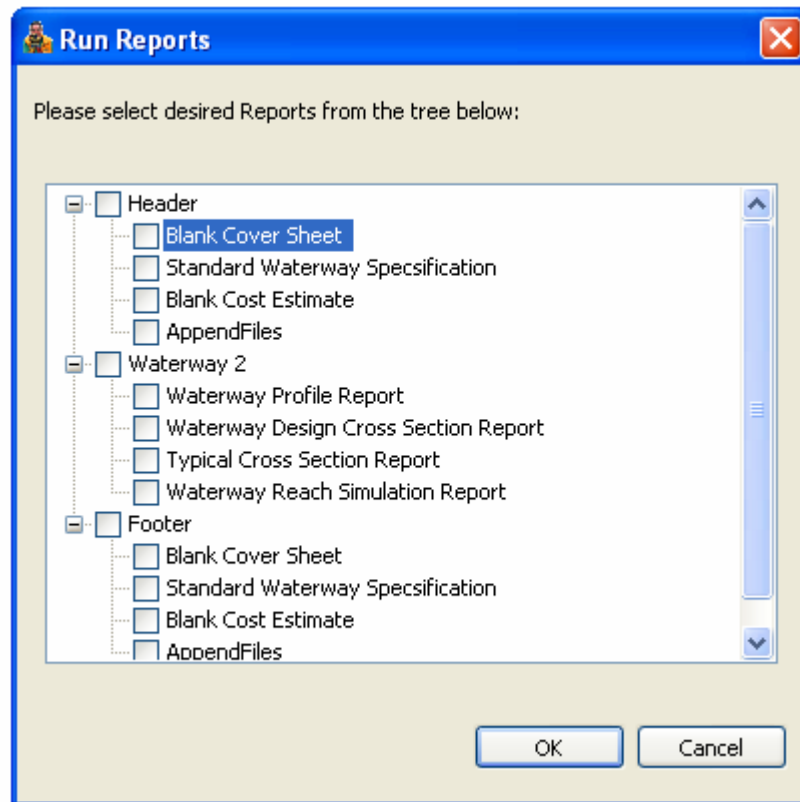 Run Reports
Please select desired Reports from the tree below:
Header
Blank Cover Sheet
Standard Waterway Specsification
Blank Cost Estimate
AppendFiles
Waterway 2
Waterway Profile Report
Waterway Design Cross Section Report
Typical Cross Section Report
Waterway Reach Simulation Report
Footer
Blank Cover Sheet
Standard Waterway Specsification
Blank Cost Estimate
AppendFiles
OK
Cancel